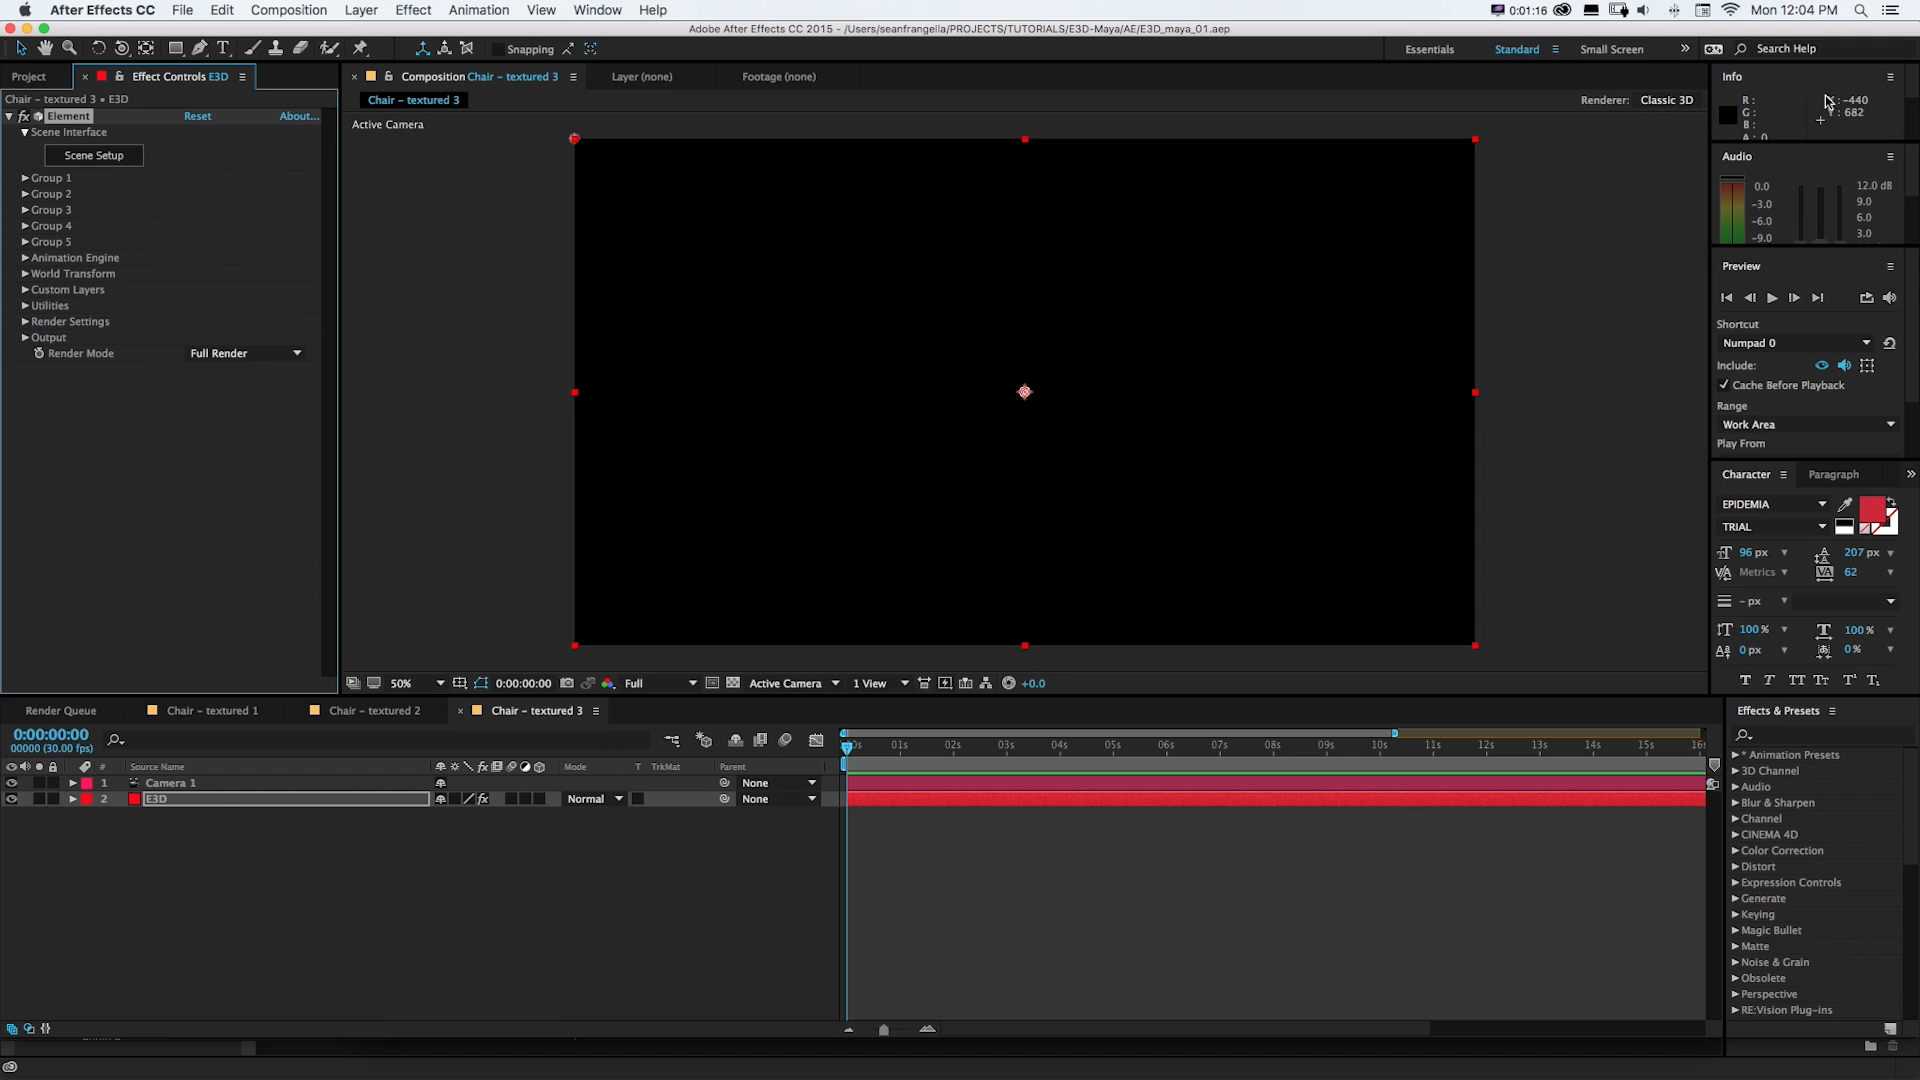 After Effects CC File Edit Composition Layer Effect Animation View Window Help 0:01:16 Mon 12:04 PM
Adobe After Effects CC 2015 - /Users/seanfrangella/PROJECTS/TUTORIALS/E3D-Maya/AE/E3D_maya_01.aep
Snapping Essentials Standard Small Screen Search Help
Project Effect Controls E3D Composition Chair - textured 3 Layer (none) Footage (none) Info
Chair - textured 3 • E3D Chair - textured 3 Renderer: Classic 3D R : X : -440
Element Reset About... Active Camera G : Y : 682
Scene Interface B :
Scene Setup A : 0
Audio
Group 1
Group 2
Group 3
Group 4
Group 5
Animation Engine
World Transform
Custom Layers
Utilities
Render Settings
Output
Render Mode Full Render
0.0 12.0 dB
-3.0 9.0
-6.0 6.0
-9.0 3.0
Preview
Shortcut
Numpad 0
Include:
Cache Before Playback
Range
Work Area
Play From
Character Paragraph
EPIDEMIA
TRIAL
96 px 207 px
Metrics 62
- px
100 % 100 %
0 px 0 %
50% 0:00:00:00 Full Active Camera 1 View +0.0
Render Queue Chair - textured 1 Chair - textured 2 Chair - textured 3 Effects & Presets
0:00:00:00
00000 (30.00 fps)
01s 02s 03s 04s 05s 06s 07s 08s 09s 10s 11s 12s 13s 14s 15s 16s
# Source Name Mode T TrkMat Parent
1 Camera 1 None
2 E3D Normal None
* Animation Presets
3D Channel
Audio
Blur & Sharpen
Channel
CINEMA 4D
Color Correction
Distort
Expression Controls
Generate
Keying
Magic Bullet
Matte
Noise & Grain
Obsolete
Perspective
RE:Vision Plug-ins